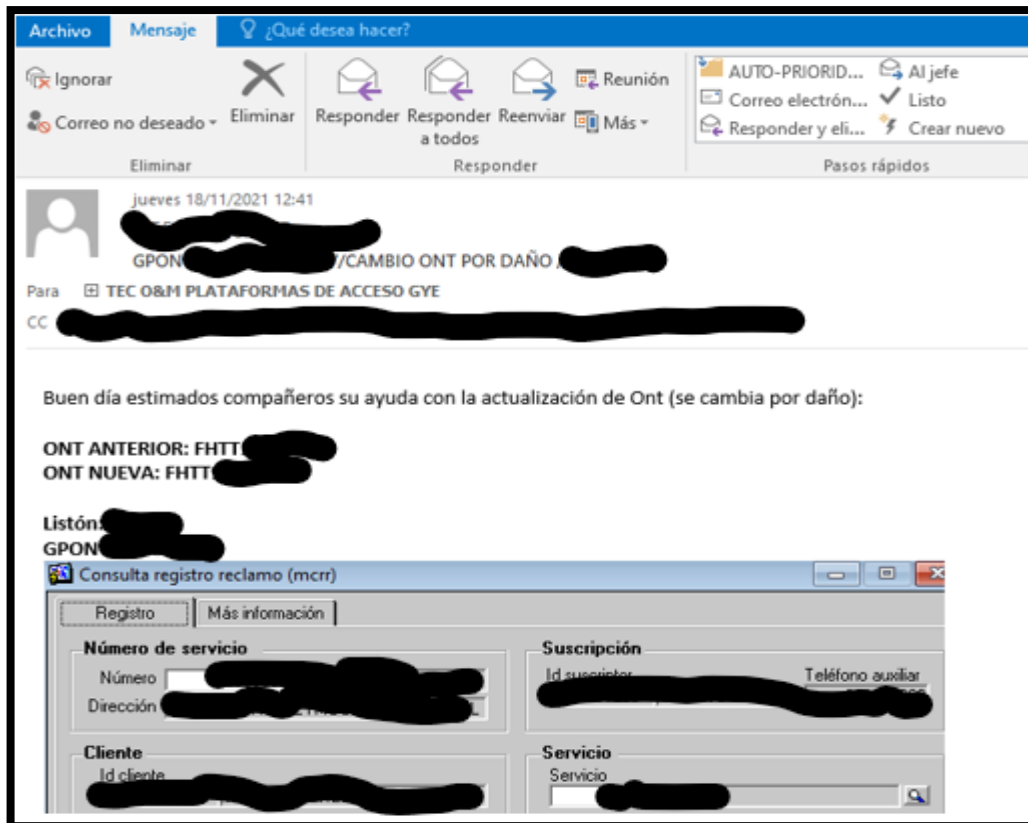 Archivo Mensaje ¿Qué desea hacer?
Ignorar
Correo no deseado
Eliminar
Responder
Responder a todos
Reenviar
Reunión
Más
AUTO-PRIORID...
Correo electrón...
Responder y eli...
Al jefe
Listo
Crear nuevo
Eliminar
Responder
Pasos rápidos
jueves 18/11/2021 12:41
GPON /CAMBIO ONT POR DAÑO
Para TEC O&M PLATAFORMAS DE ACCESO GYE
CC
Buen día estimados compañeros su ayuda con la actualización de Ont (se cambia por daño):
ONT ANTERIOR: FHTT
ONT NUEVA: FHTT
Listón:
GPON
Consulta registro reclamo (mcrr)
Registro Más información
Número de servicio
Número
Dirección
Suscripción
Id suscriptor Teléfono auxiliar
Cliente
Id cliente
Servicio
Servicio